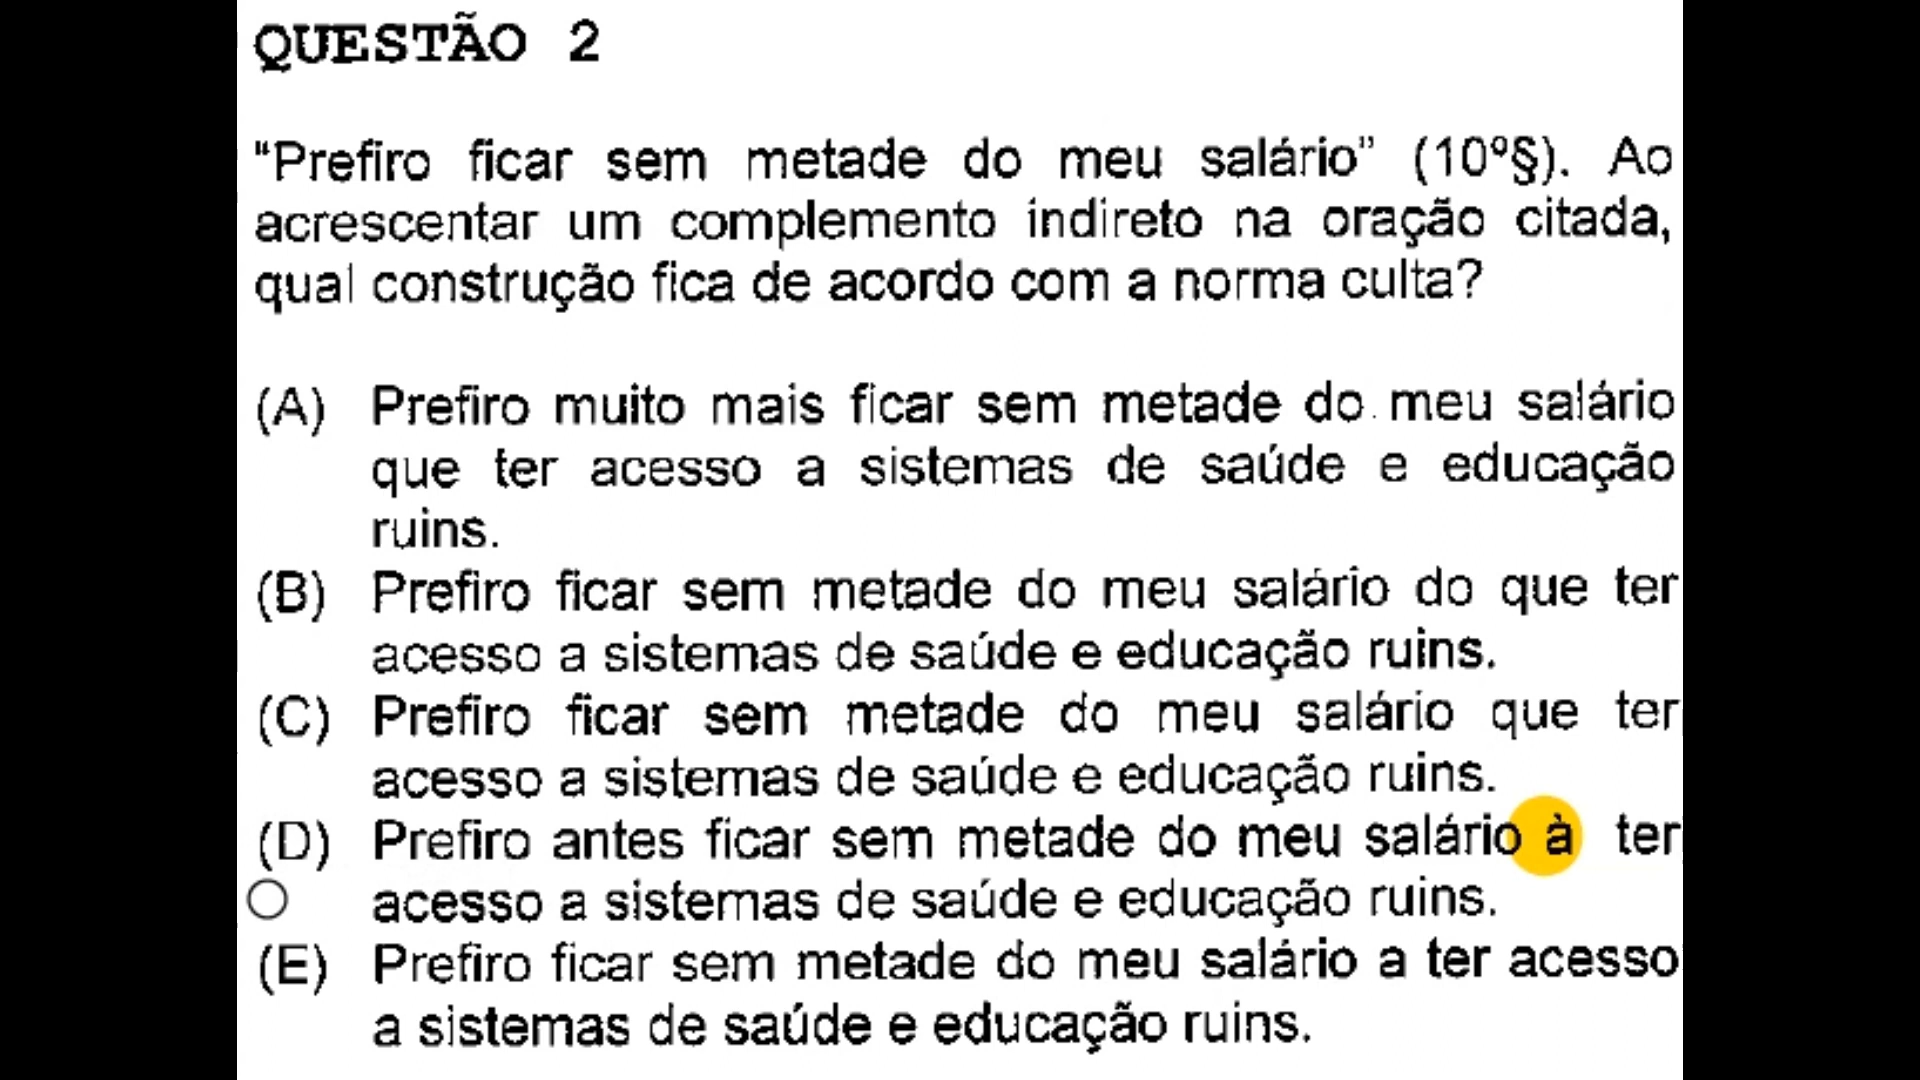 QUESTÃO 2
“Prefiro ficar sem metade do meu salário” (10º§). Ao
acrescentar um complemento indireto na oração citada,
qual construção fica de acordo com a norma culta?
(A) Prefiro muito mais ficar sem metade do meu salário
que ter acesso a sistemas de saúde e educação
ruins.
(B) Prefiro ficar sem metade do meu salário do que ter
acesso a sistemas de saúde e educação ruins.
(C) Prefiro ficar sem metade do meu salário que ter
acesso a sistemas de saúde e educação ruins.
(D) Prefiro antes ficar sem metade do meu salário à ter
acesso a sistemas de saúde e educação ruins.
(E) Prefiro ficar sem metade do meu salário a ter acesso
a sistemas de saúde e educação ruins.